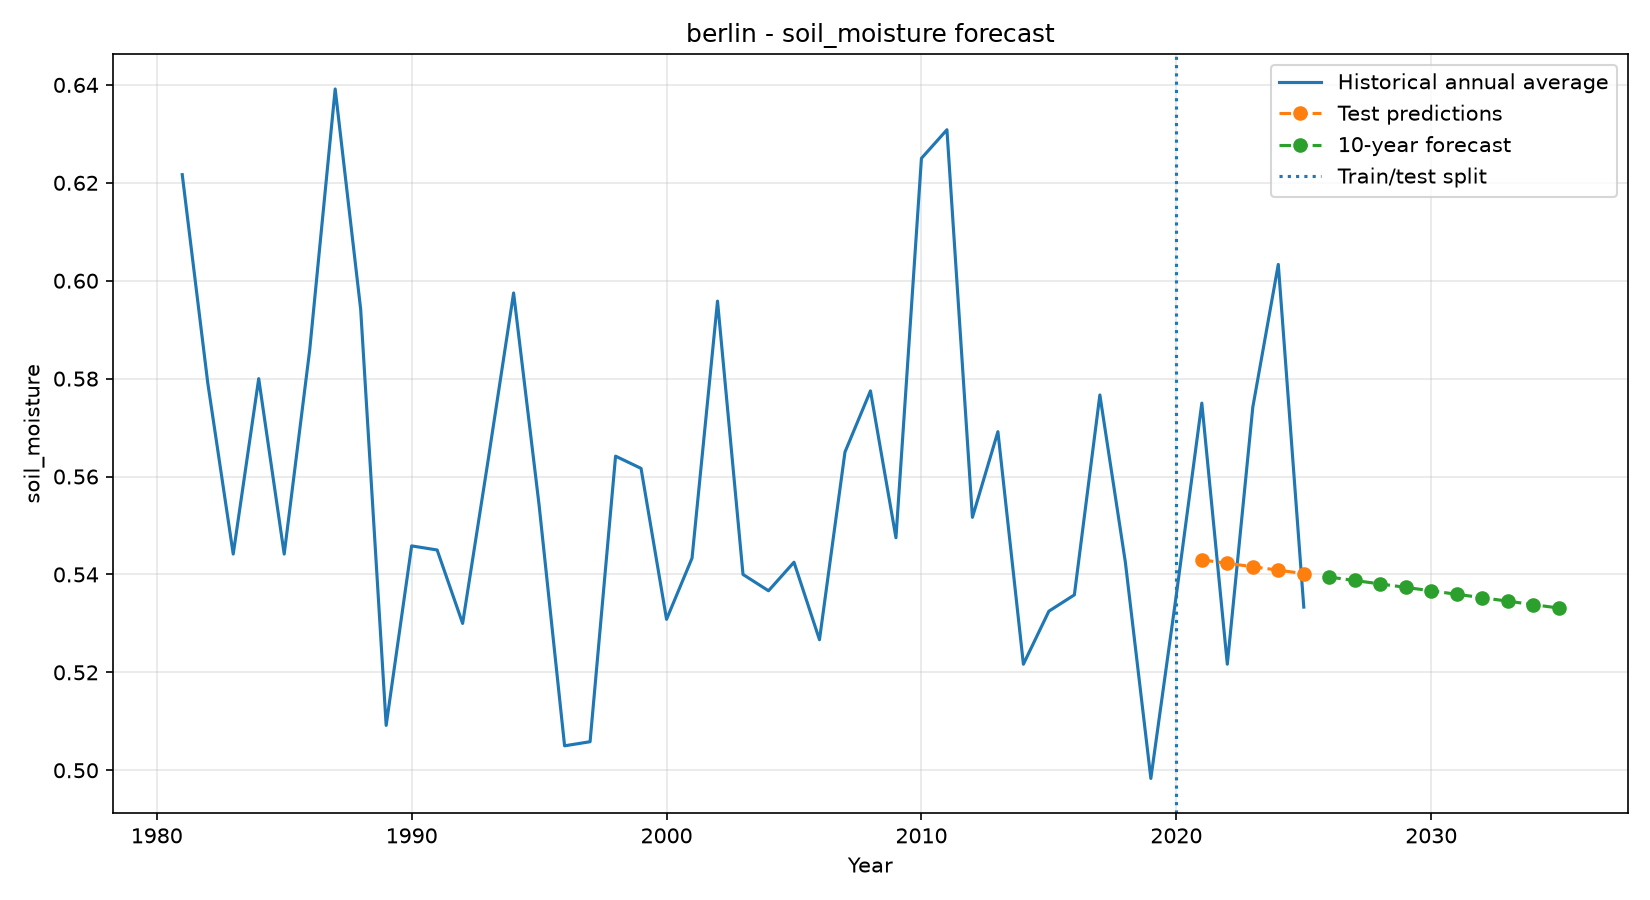 berlin - soil_moisture forecast
Historical annual average
Test predictions
10-year forecast
Train/test split
soil_moisture
0.64
0.62
0.60
0.58
0.56
0.54
0.52
0.50
1980 1990 2000 2010 2020 2030
Year